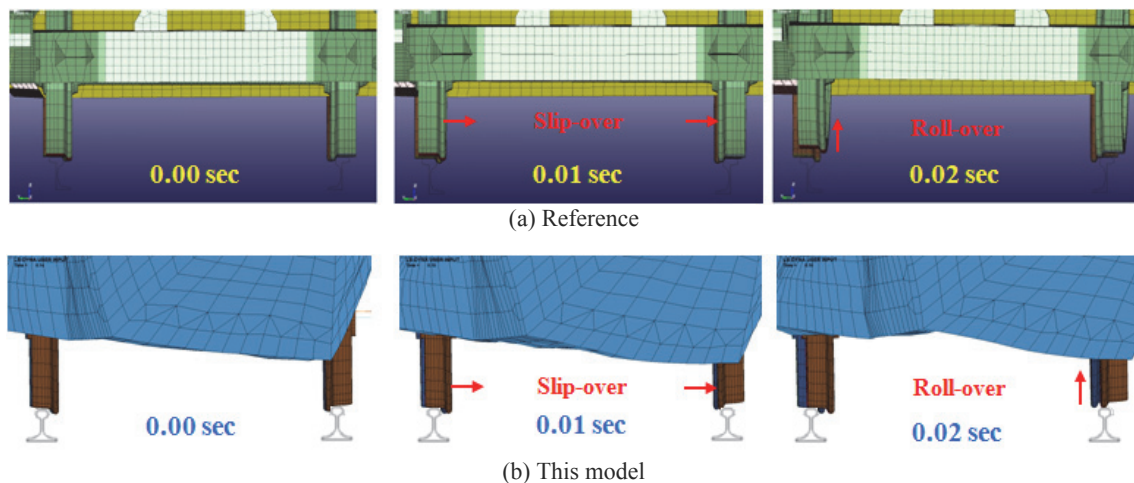 Slip-over
Roll-over
0.00 sec
0.01 sec
0.02 sec
(a) Reference
Slip-over
Roll-over
0.00 sec
0.01 sec
0.02 sec
(b) This model